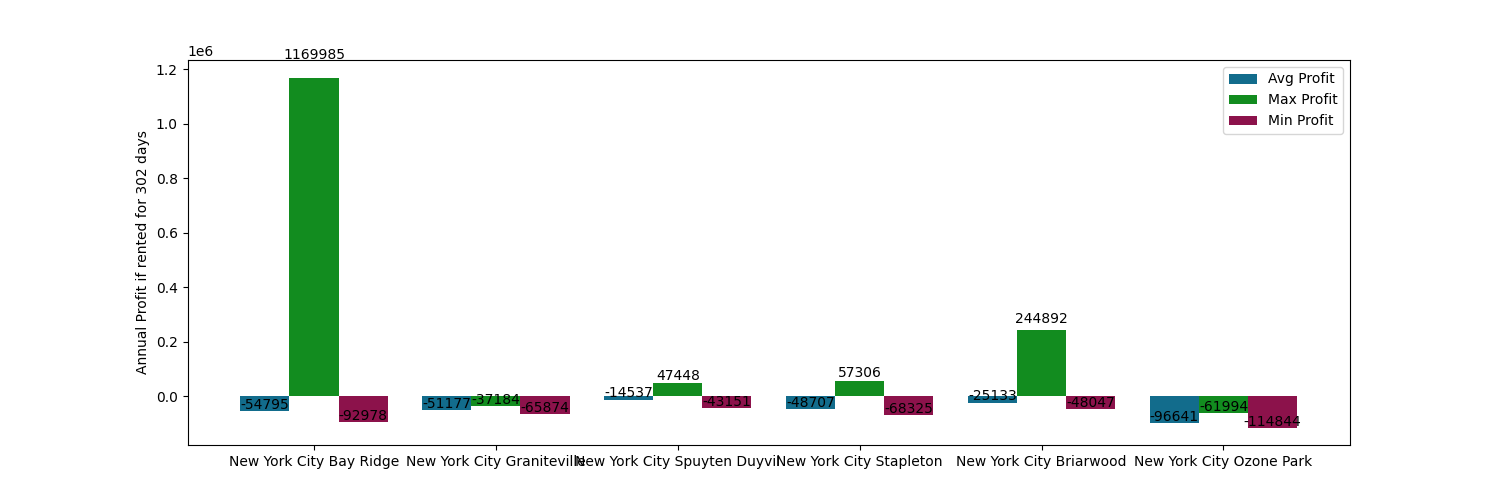 1e6
1169985
1.2
1.0
0.8
0.6
0.4
0.2
0.0
Annual Profit if rented for 302 days
Avg Profit
Max Profit
Min Profit
-54795
-92978
-51177
-37184
-65874
-14537
47448
-43151
-48707
57306
-68325
-25133
244892
-48047
-96641
-61994
-114844
New York City Bay Ridge
New York City Graniteville
New York City Spuyten Duyvil
New York City Stapleton
New York City Briarwood
New York City Ozone Park